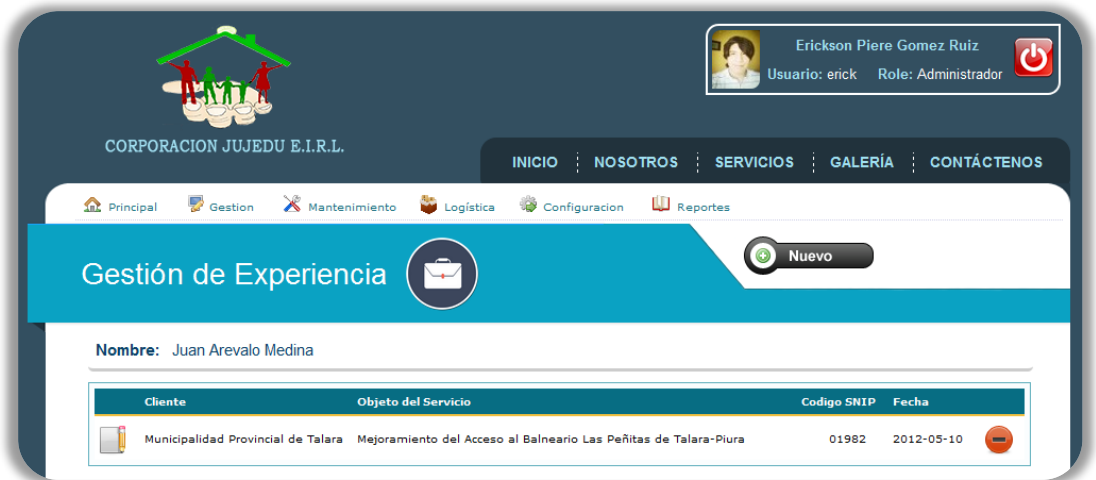 Erickson Piere Gomez Ruiz
Usuario: erick Role: Administrador
CORPORACION JUJEDU E.I.R.L.
INICIO NOSOTROS SERVICIOS GALERÍA CONTÁCTENOS
Principal Gestion Mantenimiento Logística Configuracion Reportes
Gestión de Experiencia
Nuevo
Nombre: Juan Arevalo Medina
Cliente Objeto del Servicio Codigo SNIP Fecha
Municipalidad Provincial de Talara Mejoramiento del Acceso al Balneario Las Peñitas de Talara-Piura 01982 2012-05-10